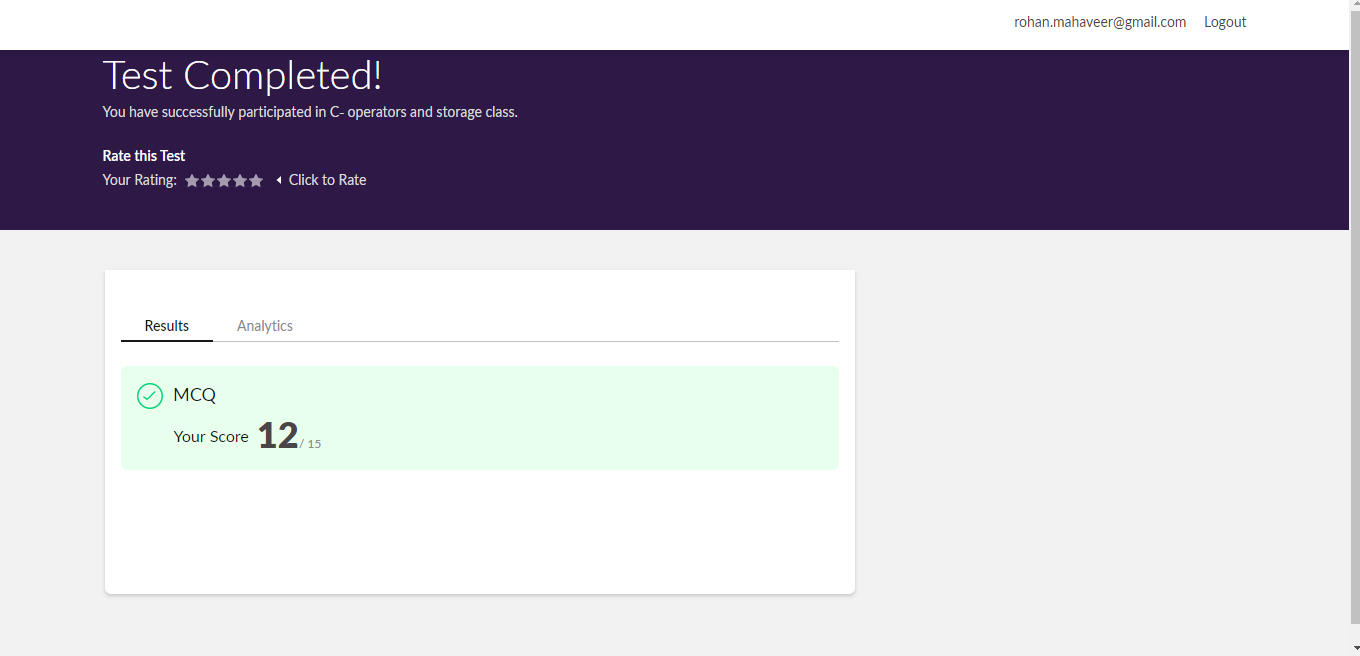 rohan.mahaveer@gmail.com Logout
Test Completed!
You have successfully participated in C- operators and storage class.
Rate this Test
Your Rating: Click to Rate
Results Analytics
MCQ
Your Score 12 / 15